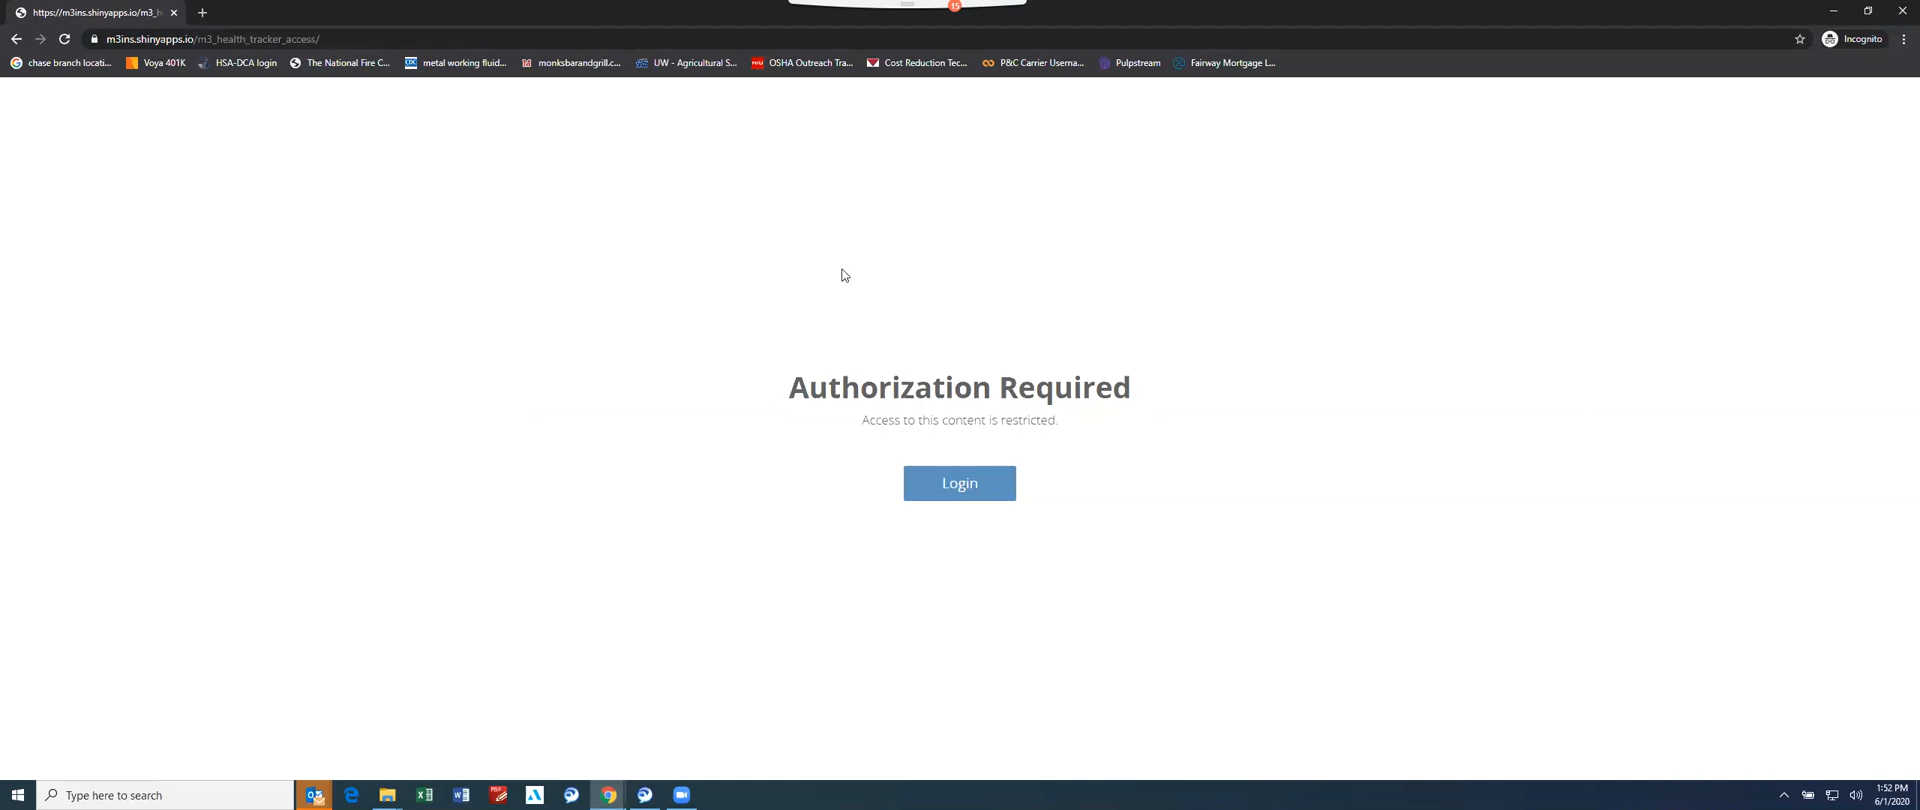 https://m3ins.shinyapps.io/m3_h
15
m3ins.shinyapps.io/m3_health_tracker_access/
Incognito
chase branch locati...
Voya 401K
HSA-DCA login
The National Fire C...
metal working fluid...
monksbarandgrill.c...
UW - Agricultural S...
OSHA Outreach Tra...
Cost Reduction Tec...
P&C Carrier Userna...
Pulpstream
Fairway Mortgage L...
Authorization Required
Access to this content is restricted.
Login
Type here to search
1:52 PM
6/1/2020